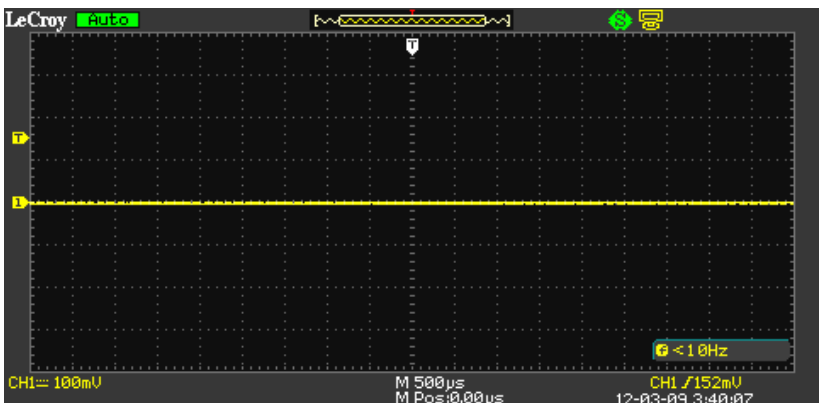 LeCroy Auto
T
T
1
f <10Hz
CH1 100mV M 500μs CH1 /152mV
M Pos:0.00μs 12-03-09 3:40:07